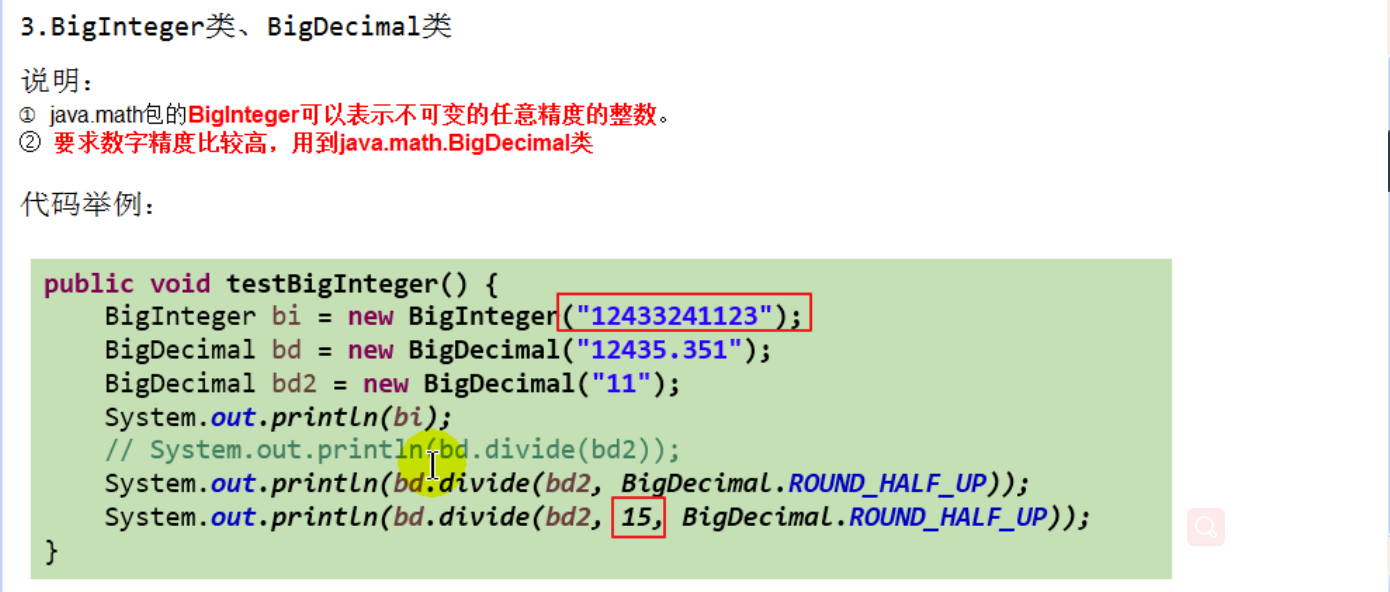 3.BigInteger类、BigDecimal类
说明：
① java.math包的BigInteger可以表示不可变的任意精度的整数。
② 要求数字精度比较高，用到java.math.BigDecimal类
代码举例：
public void testBigInteger() {
    BigInteger bi = new BigInteger("12433241123");
    BigDecimal bd = new BigDecimal("12435.351");
    BigDecimal bd2 = new BigDecimal("11");
    System.out.println(bi);
    // System.out.println(bd.divide(bd2));
    System.out.println(bd.divide(bd2, BigDecimal.ROUND_HALF_UP));
    System.out.println(bd.divide(bd2, 15, BigDecimal.ROUND_HALF_UP));
}